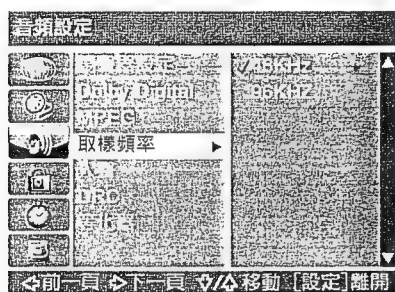 音頻設定
Dolby Digital
MPEG
取樣頻率
DRC
✓48KHz
96KHz
前一頁 下一頁 移動 [設定]離開